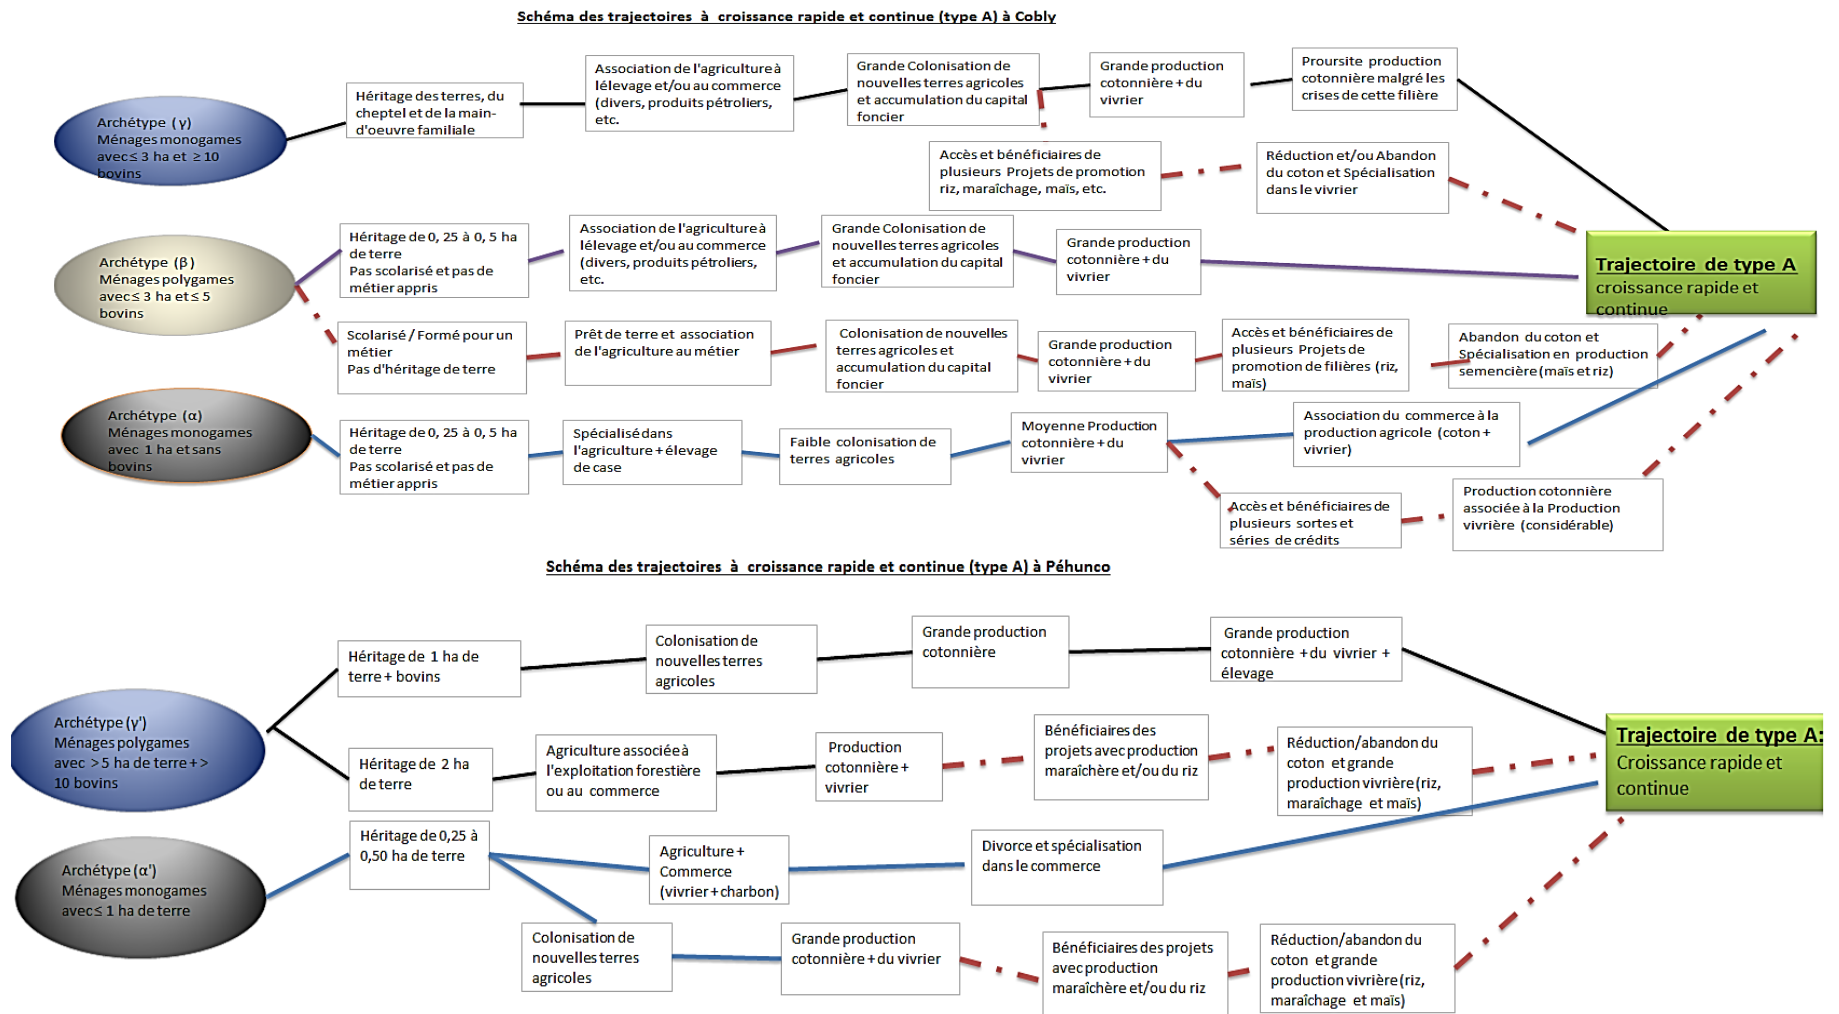 Schéma des trajectoires à croissance rapide et continue (type A) à Cobly
Archétype (γ)
Ménages monogames
avec ≤ 3 ha et ≥ 10
bovins
Héritage des terres, du
cheptel et de la main-
d'oeuvre familiale
Association de l'agriculture à
lélevage et/ou au commerce
(divers, produits pétroliers,
etc.
Grande Colonisation de
nouvelles terres agricoles
et accumulation du capital
foncier
Grande production
cotonnière + du
vivrier
Proursite production
cotonnière malgré les
crises de cette filière
Accès et bénéficiaires de
plusieurs Projets de promotion
riz, maraîchage, maïs, etc.
Réduction et/ou Abandon
du coton et Spécialisation
dans le vivrier
Archétype (β)
Ménages polygames
avec ≤ 3 ha et ≤ 5
bovins
Héritage de 0, 25 à 0, 5 ha
de terre
Pas scolarisé et pas de
métier appris
Association de l'agriculture à
lélevage et/ou au commerce
(divers, produits pétroliers,
etc.
Grande Colonisation de
nouvelles terres agricoles
et accumulation du capital
foncier
Grande production
cotonnière + du
vivrier
Trajectoire de type A
croissance rapide et
continue
Scolarisé / Formé pour un
métier
Pas d'héritage de terre
Prêt de terre et association
de l'agriculture au métier
Colonisation de nouvelles
terres agricoles et
accumulation du capital
foncier
Grande production
cotonnière + du
vivrier
Accès et bénéficiaires de
plusieurs Projets de
promotion de filières (riz,
maïs)
Abandon du coton et
Spécialisation en production
semencière (maïs et riz)
Archétype (α)
Ménages monogames
avec 1 ha et sans
bovins
Héritage de 0, 25 à 0, 5 ha
de terre
Pas scolarisé et pas de
métier appris
Spécialisé dans
l'agriculture + élevage
de case
Faible colonisation de
terres agricoles
Moyenne Production
cotonnière + du
vivrier
Association du commerce à la
production agricole (coton +
vivrier)
Accès et bénéficiaires de
plusieurs sortes et
séries de crédits
Production cotonnière
associée à la Production
vivrière (considérable)
Schéma des trajectoires à croissance rapide et continue (type A) à Péhunco
Archétype (γ')
Ménages polygames
avec > 5 ha de terre + >
10 bovins
Héritage de 1 ha de
terre + bovins
Colonisation de
nouvelles terres
agricoles
Grande production
cotonnière
Grande production
cotonnière + du vivrier +
élevage
Héritage de 2 ha
de terre
Agriculture associée à
l'exploitation forestière
ou au commerce
Production
cotonnière +
vivrier
Bénéficiaires des
projets avec production
maraîchère et/ou du riz
Réduction/abandon du
coton et grande
production vivrière (riz,
maraîchage et maïs)
Trajectoire de type A:
Croissance rapide et
continue
Archétype (α')
Ménages monogames
avec ≤ 1 ha de terre
Héritage de 0,25 à
0,50 ha de terre
Agriculture +
Commerce
(vivrier + charbon)
Divorce et spécialisation
dans le commerce
Colonisation de
nouvelles terres
agricoles
Grande production
cotonnière + du vivrier
Bénéficiaires des projets
avec production
maraîchère et/ou du riz
Réduction/abandon du
coton et grande
production vivrière (riz,
maraîchage et maïs)